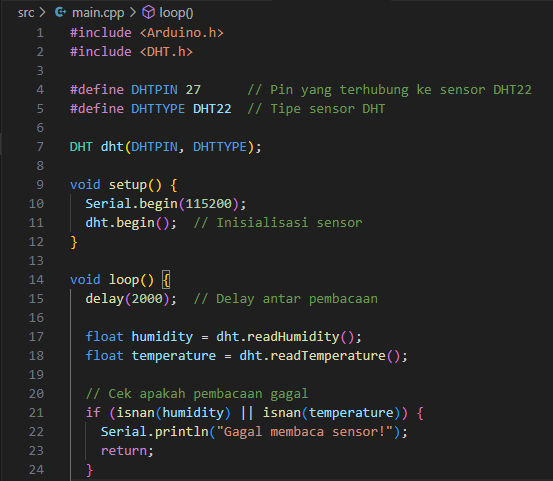 src > main.cpp > loop()
1 #include <Arduino.h>
2 #include <DHT.h>
3
4 #define DHTPIN 27      // Pin yang terhubung ke sensor DHT22
5 #define DHTTYPE DHT22  // Tipe sensor DHT
6
7 DHT dht(DHTPIN, DHTTYPE);
8
9 void setup() {
10   Serial.begin(115200);
11   dht.begin();  // Inisialisasi sensor
12 }
13
14 void loop() {
15   delay(2000);  // Delay antar pembacaan
16
17   float humidity = dht.readHumidity();
18   float temperature = dht.readTemperature();
19
20   // Cek apakah pembacaan gagal
21   if (isnan(humidity) || isnan(temperature)) {
22     Serial.println("Gagal membaca sensor!");
23     return;
24   }